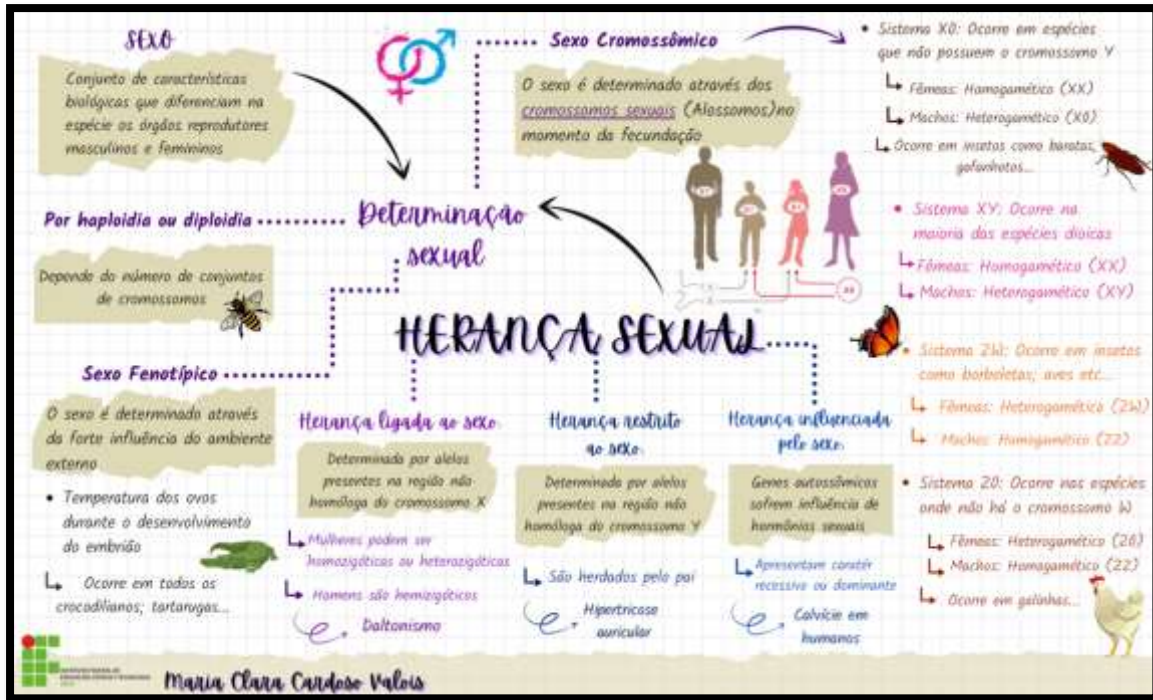 SEXO
Conjunto de características
biológicas que diferenciam na
espécie os órgãos reprodutores
masculinos e femininos
Sexo Cromossômico
O sexo é determinado através dos
cromossomos sexuais (Alossomos)no
momento da fecundação
• Sistema X0: Ocorre em espécies
que não possuem o cromossomo Y
Fêmeas: Homogamético (XX)
Machos: Heterogamético (X0)
Ocorre em insetos como baratas,
gafanhotos...
• Sistema XY: Ocorre na
maioria das espécies dioicas
Fêmeas: Homogamético (XX)
Machos: Heterogamético (XY)
• Sistema ZW: Ocorre em insetos
como borboletas, aves etc...
Fêmeas: Heterogamético (ZW)
Machos: Homogamético (ZZ)
• Sistema Z0: Ocorre nas espécies
onde não há o cromossomo W
Fêmeas: Heterogamético (Z0)
Machos: Homogamético (ZZ)
Ocorre em galinhas...
Determinação
sexual
Por haploidia ou diploidia
Depende do número de conjuntos
de cromossomos
HERANÇA SEXUAL
Sexo Fenotípico
O sexo é determinado através
da forte influência do ambiente
externo
• Temperatura dos ovos
durante o desenvolvimento
do embrião
Ocorre em todos os
crocodilianos; tartarugas...
Herança ligada ao sexo
Determinada por alelos
presentes na região não
homóloga do cromossomo X
Mulheres podem ser
homozigóticas ou heterozigóticas
Homens são hemizigóticos
Daltonismo
Herança restrito
ao sexo
Determinada por alelos
presentes na região não
homóloga do cromossomo Y
São herdados pelo pai
Hipertricose
auricular
Herança influenciada
pelo sexo
Genes autossômicos
sofrem influência de
hormônios sexuais
Apresentam caráter
recessivo ou dominante
Calvície em
humanos
Maria Clara Cardoso Valois